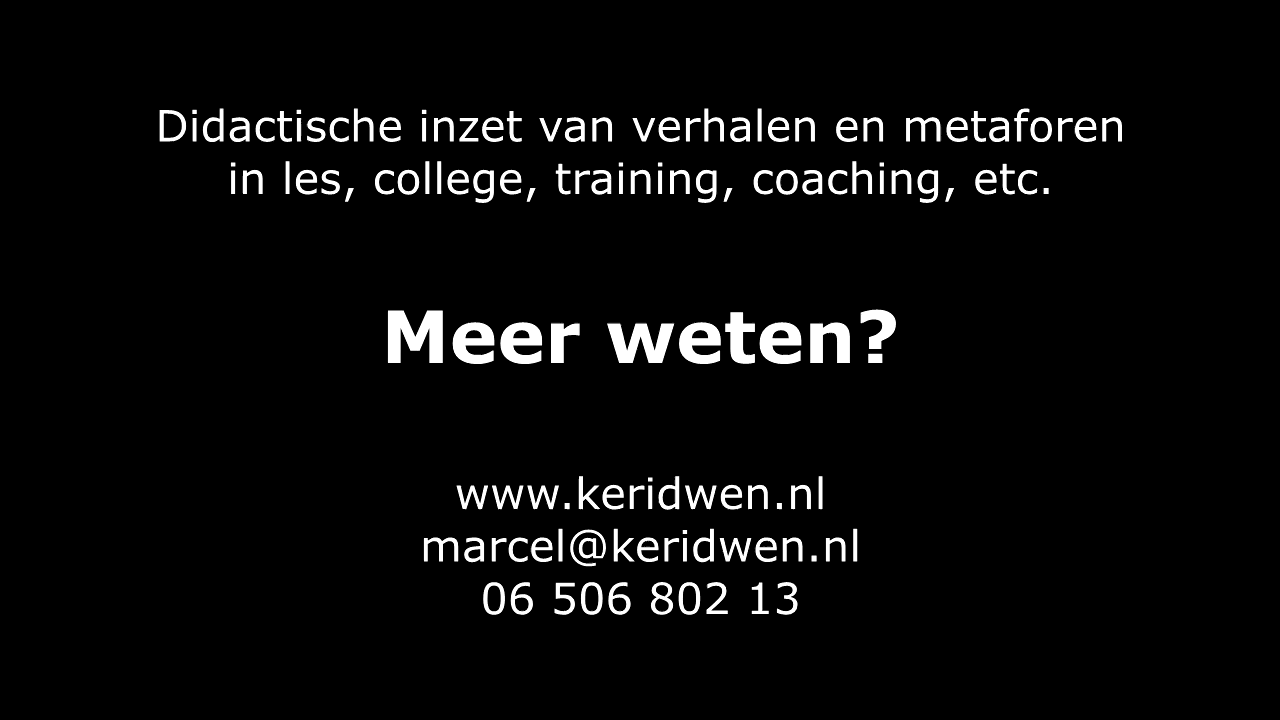 Didactische inzet van verhalen en metaforen
in les, college, training, coaching, etc.
Meer weten?
www.keridwen.nl
marcel@keridwen.nl
06 506 802 13